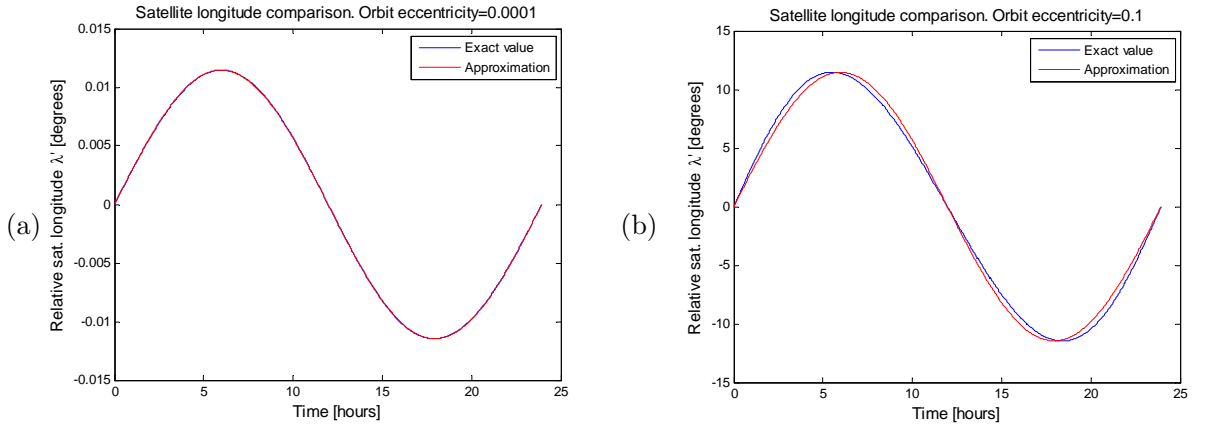 (a)
Satellite longitude comparison. Orbit eccentricity=0.0001
Relative sat. longitude λ' [degrees]
0.015
0.01
0.005
0
-0.005
-0.01
-0.015
0 5 10 15 20 25
Time [hours]
Exact value
Approximation
(b)
Satellite longitude comparison. Orbit eccentricity=0.1
Relative sat. longitude λ' [degrees]
15
10
5
0
-5
-10
-15
0 5 10 15 20 25
Time [hours]
Exact value
Approximation